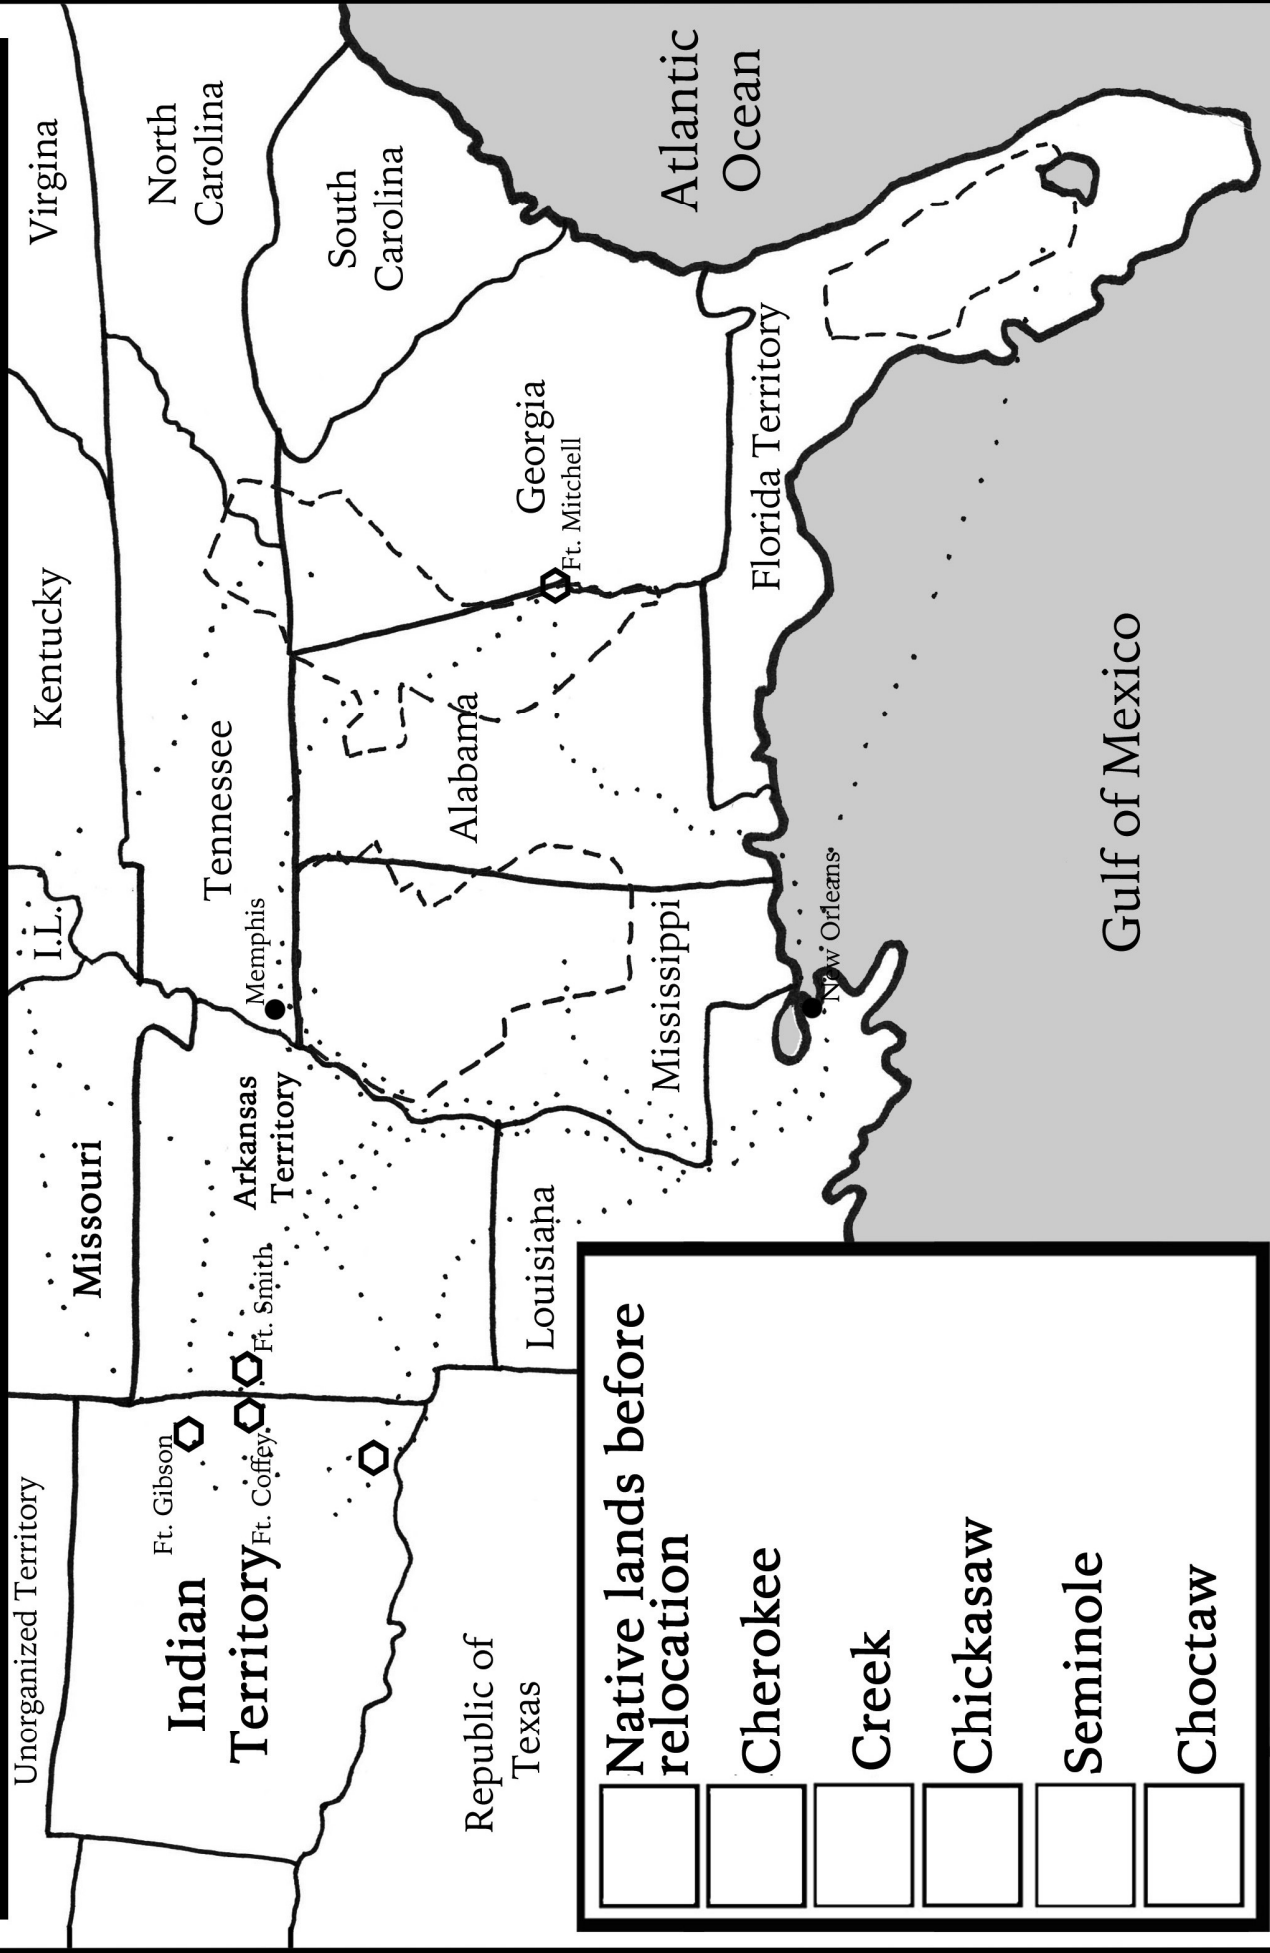 Unorganized Territory
Missouri
I.L.
Kentucky
Virgina
Ft. Gibson
Indian
Territory
Ft. Coffey
Ft. Smith
Arkansas
Territory
Memphis
Tennessee
North
Carolina
South
Carolina
Republic of
Texas
Louisiana
Mississippi
Alabama
Georgia
Ft. Mitchell
Atlantic
Ocean
Florida Territory
New Orleans
Gulf of Mexico
Native lands before
relocation
Cherokee
Creek
Chickasaw
Seminole
Choctaw